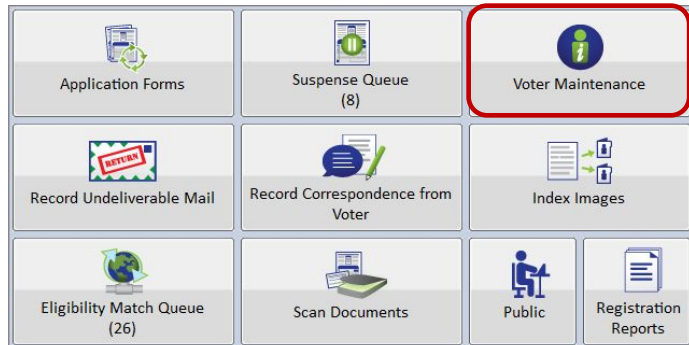 Application Forms
Suspense Queue
(8)
Voter Maintenance
RETURN
Record Undeliverable Mail
Record Correspondence from
Voter
Index Images
Eligibility Match Queue
(26)
Scan Documents
Public
Registration
Reports